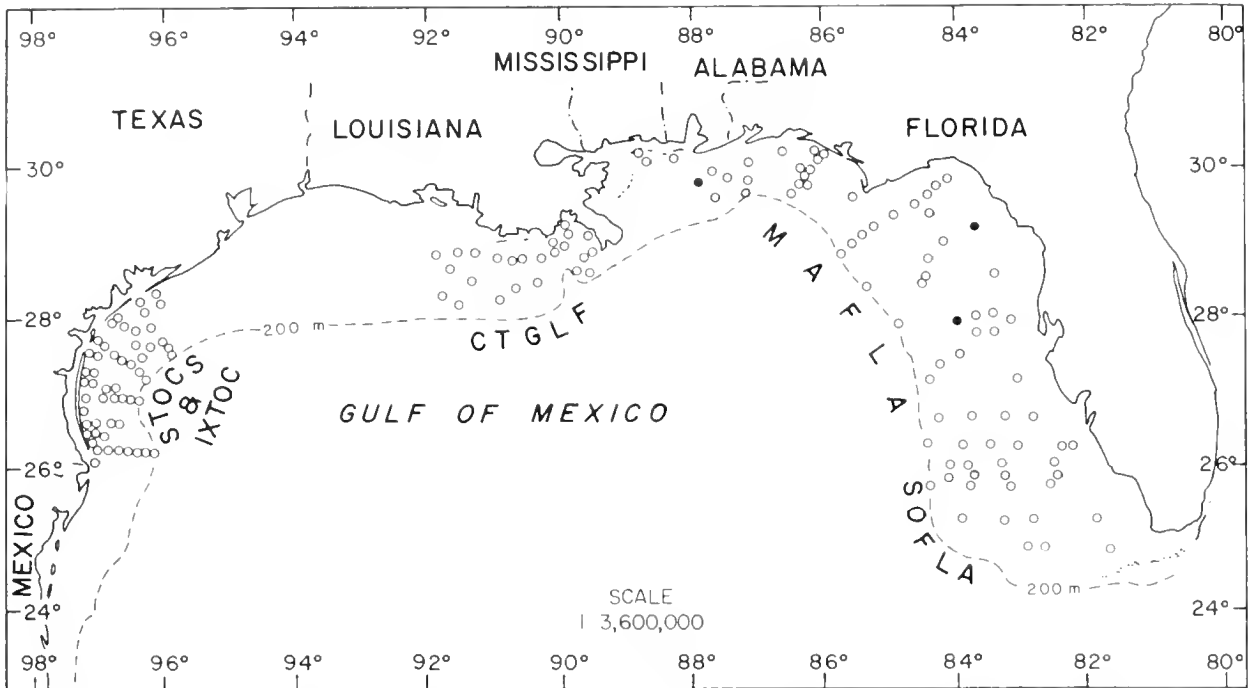 98° 96° 94° 90° 88° 86° 84° 82° 80°
MISSISSIPPI ALABAMA
TEXAS LOUISIANA FLORIDA
30° 30°
MAFLA
28° 28°
200 m
CTGLF
STOCS & IXTOC
GULF OF MEXICO
26° 26°
SOFLA
MEXICO
200 m
SCALE
24° 24°
1 3,600,000
98° 96° 94° 92° 90° 88° 86° 84° 82° 80°